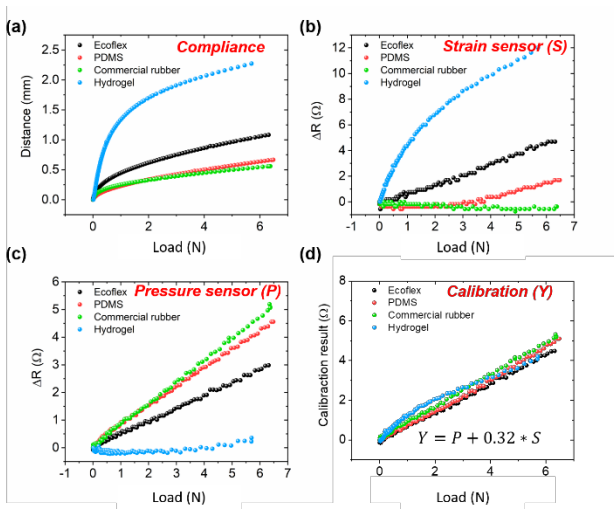 (a)
Compliance
Ecoflex
PDMS
Commercial rubber
Hydrogel
Distance (mm)
2.5
2.0
1.5
1.0
0.5
0.0
0 2 4 6
Load (N)
(b)
Strain sensor (S)
Ecoflex
PDMS
Commercial rubber
Hydrogel
ΔR (Ω)
12
10
8
6
4
2
0
-1 0 1 2 3 4 5 6 7
Load (N)
(c)
Pressure sensor (P)
Ecoflex
PDMS
Commercial rubber
Hydrogel
ΔR (Ω)
6
5
4
3
2
1
0
-1 0 1 2 3 4 5 6 7
Load (N)
(d)
Calibration (Y)
Ecoflex
PDMS
Commercial rubber
Hydrogel
Calibraction result (Ω)
8
6
4
2
0
0 2 4 6
Y = P + 0.32 * S
Load (N)